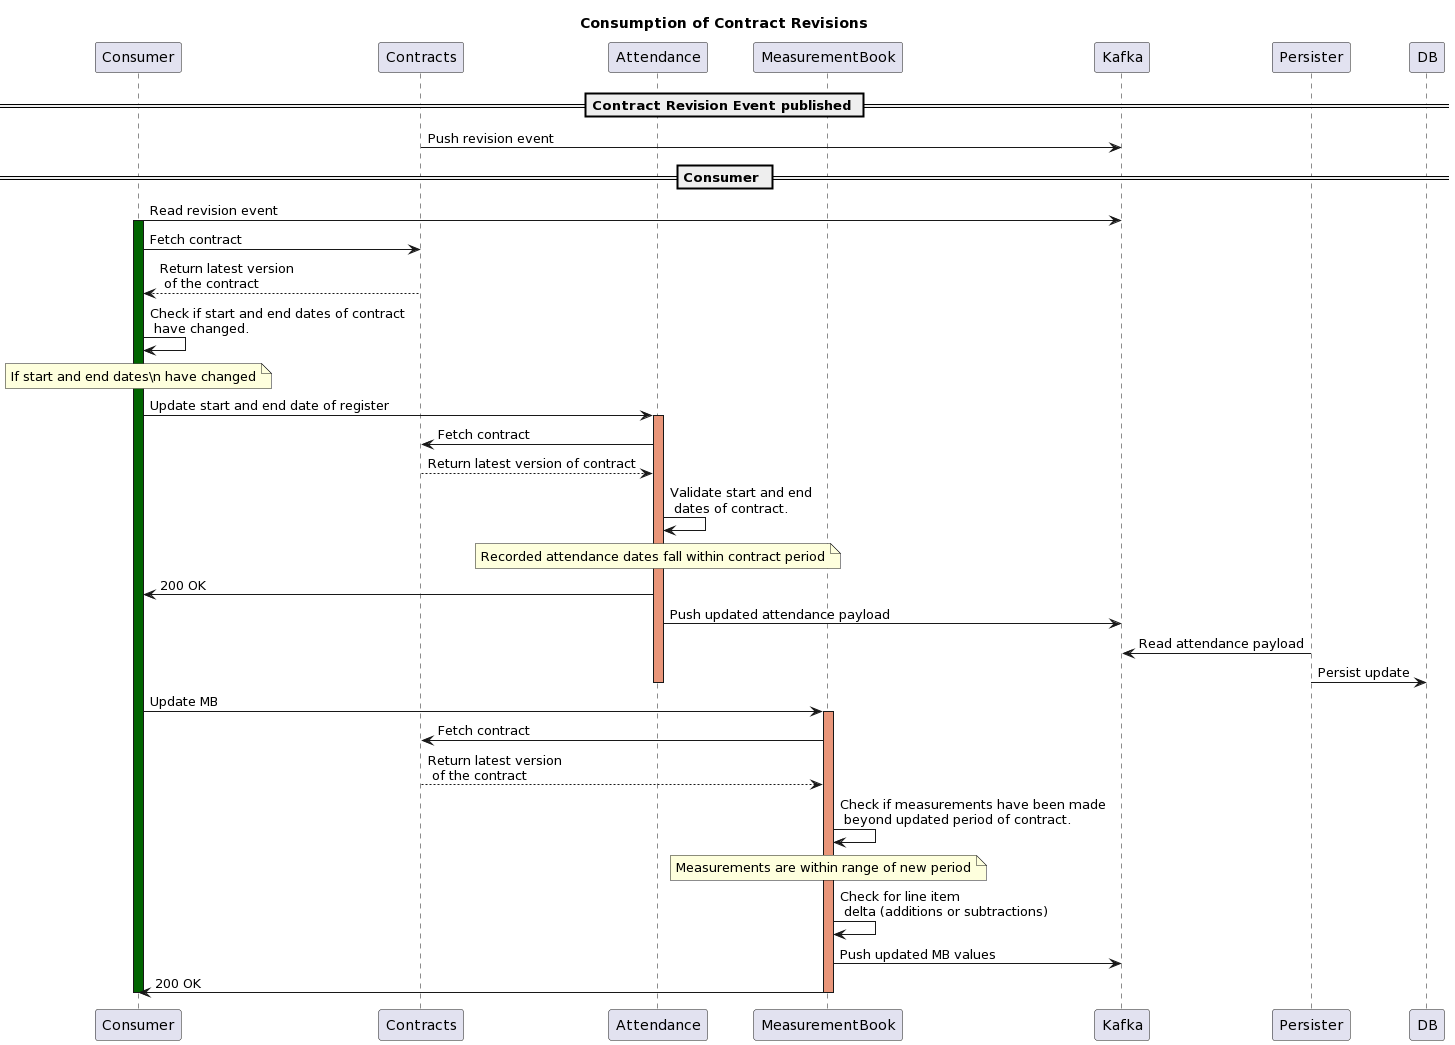 Consumption of Contract Revisions
Consumer Contracts Attendance MeasurementBook Kafka Persister DB
Contract Revision Event published
Push revision event
Consumer
Read revision event
Fetch contract
Return latest version
of the contract
Check if start and end dates of contract
have changed.
If start and end dates\n have changed
Update start and end date of register
Fetch contract
Return latest version of contract
Validate start and end
dates of contract.
Recorded attendance dates fall within contract period
200 OK
Push updated attendance payload
Read attendance payload
Persist update
Update MB
Fetch contract
Return latest version
of the contract
Check if measurements have been made
beyond updated period of contract.
Measurements are within range of new period
Check for line item
delta (additions or subtractions)
Push updated MB values
200 OK
Consumer Contracts Attendance MeasurementBook Kafka Persister DB